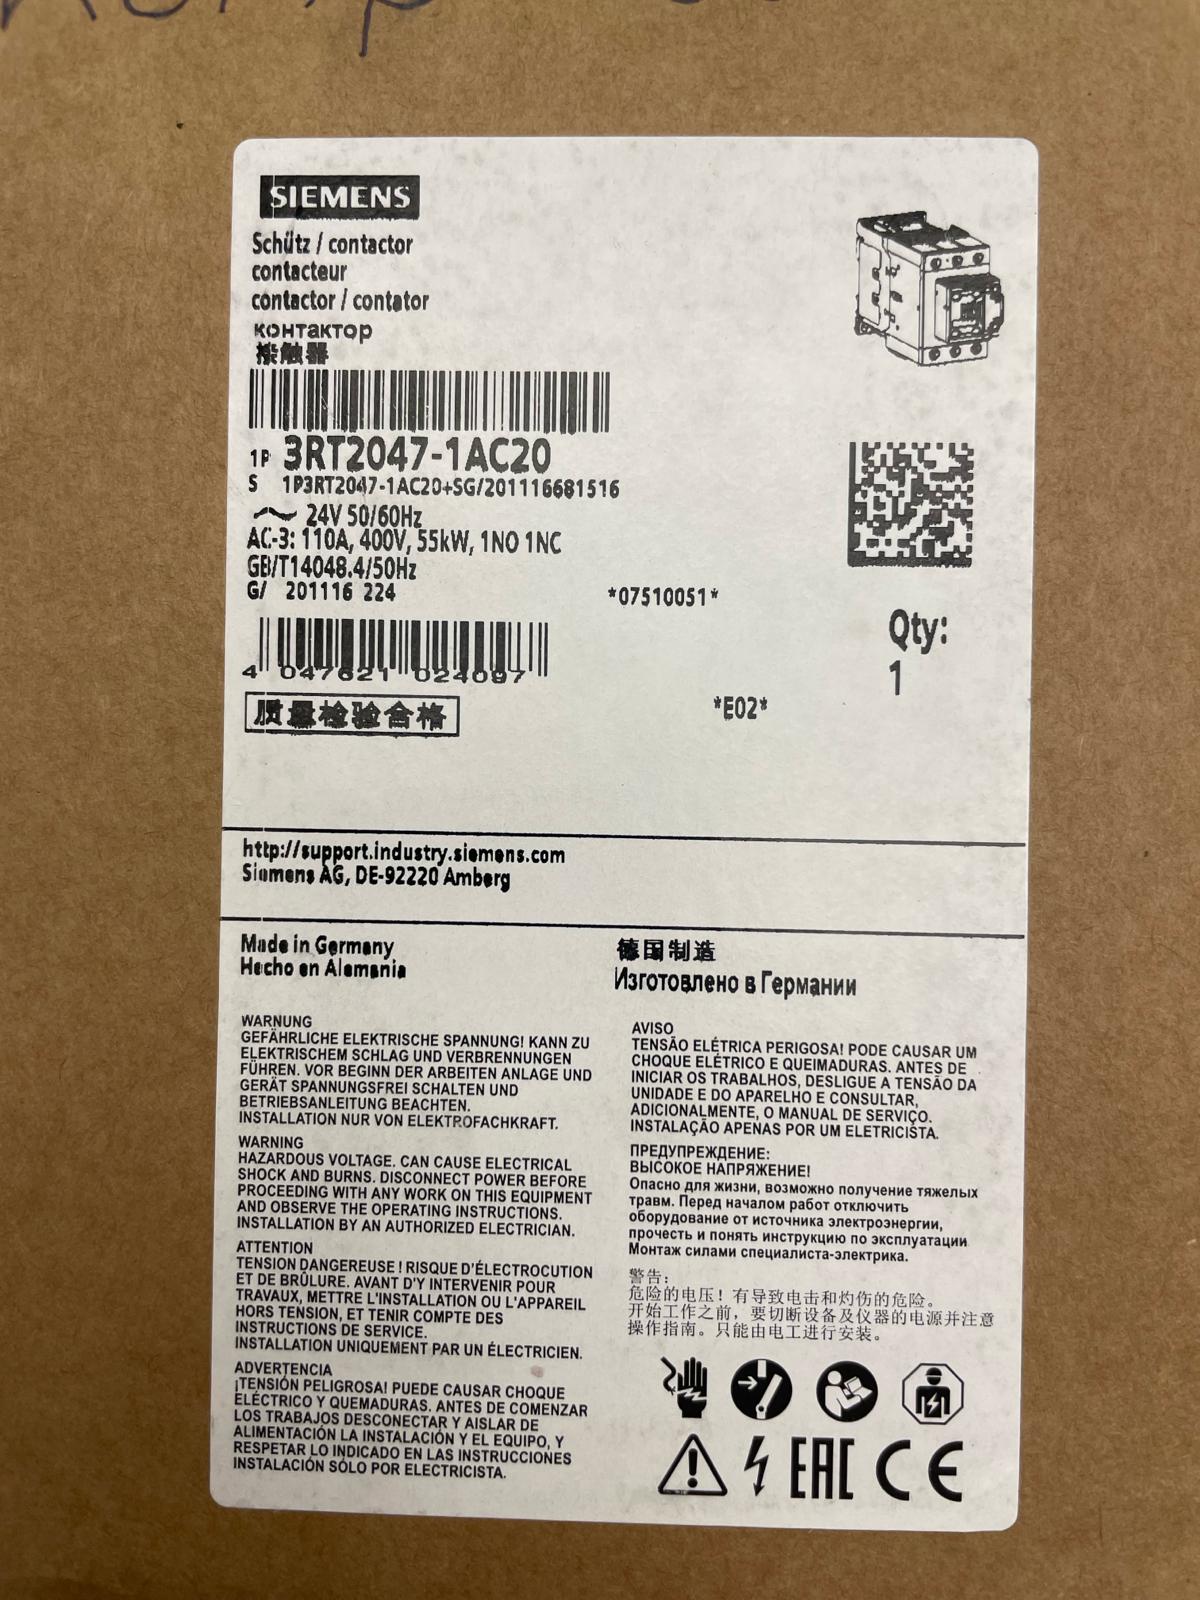 SIEMENS
Schütz / contactor
contacteur
contactor / contator
контактор
接触器
1P 3RT2047-1AC20
S 1P3RT2047-1AC20+SG/201116681516
24V 50/60Hz
AC-3: 110A, 400V, 55kW, 1NO 1NC
GB/T14048.4/50Hz
G/ 201116 224
*07510051*
4 047621 024097
Qty:
1
质量检验合格
*E02*
http://support.industry.siemens.com
Siemens AG, DE-92220 Amberg
Made in Germany
Hecho en Alemania
德国制造
Изготовлено в Германии
WARNUNG
GEFÄHRLICHE ELEKTRISCHE SPANNUNG! KANN ZU
ELEKTRISCHEM SCHLAG UND VERBRENNUNGEN
FÜHREN. VOR BEGINN DER ARBEITEN ANLAGE UND
GERÄT SPANNUNGSFREI SCHALTEN UND
BETRIEBSANLEITUNG BEACHTEN.
INSTALLATION NUR VON ELEKTROFACHKRAFT.
WARNING
HAZARDOUS VOLTAGE. CAN CAUSE ELECTRICAL
SHOCK AND BURNS. DISCONNECT POWER BEFORE
PROCEEDING WITH ANY WORK ON THIS EQUIPMENT
AND OBSERVE THE OPERATING INSTRUCTIONS.
INSTALLATION BY AN AUTHORIZED ELECTRICIAN.
ATTENTION
TENSION DANGEREUSE ! RISQUE D'ÉLECTROCUTION
ET DE BRÛLURE. AVANT D'Y INTERVENIR POUR
TRAVAUX, METTRE L'INSTALLATION OU L'APPAREIL
HORS TENSION, ET TENIR COMPTE DES
INSTRUCTIONS DE SERVICE.
INSTALLATION UNIQUEMENT PAR UN ÉLECTRICIEN.
ADVERTENCIA
¡TENSIÓN PELIGROSA! PUEDE CAUSAR CHOQUE
ELÉCTRICO Y QUEMADURAS. ANTES DE COMENZAR
LOS TRABAJOS DESCONECTAR Y AISLAR DE
ALIMENTACIÓN LA INSTALACIÓN Y EL EQUIPO, Y
RESPETAR LO INDICADO EN LAS INSTRUCCIONES
INSTALACIÓN SÓLO POR ELECTRICISTA.
AVISO
TENSÃO ELÉTRICA PERIGOSA! PODE CAUSAR UM
CHOQUE ELÉTRICO E QUEIMADURAS. ANTES DE
INICIAR OS TRABALHOS, DESLIGUE A TENSÃO DA
UNIDADE E DO APARELHO E CONSULTAR,
ADICIONALMENTE, O MANUAL DE SERVIÇO.
INSTALAÇÃO APENAS POR UM ELETRICISTA.
ПРЕДУПРЕЖДЕНИЕ:
ВЫСОКОЕ НАПРЯЖЕНИЕ!
Опасно для жизни, возможно получение тяжелых
травм. Перед началом работ отключить
оборудование от источника электроэнергии,
прочесть и понять инструкцию по эксплуатации
Монтаж силами специалиста-электрика.
警告：
危险的电压！有导致电击和灼伤的危险。
开始工作之前，要切断设备及仪器的电源并注意
操作指南。只能由电工进行安装。
EAC CE